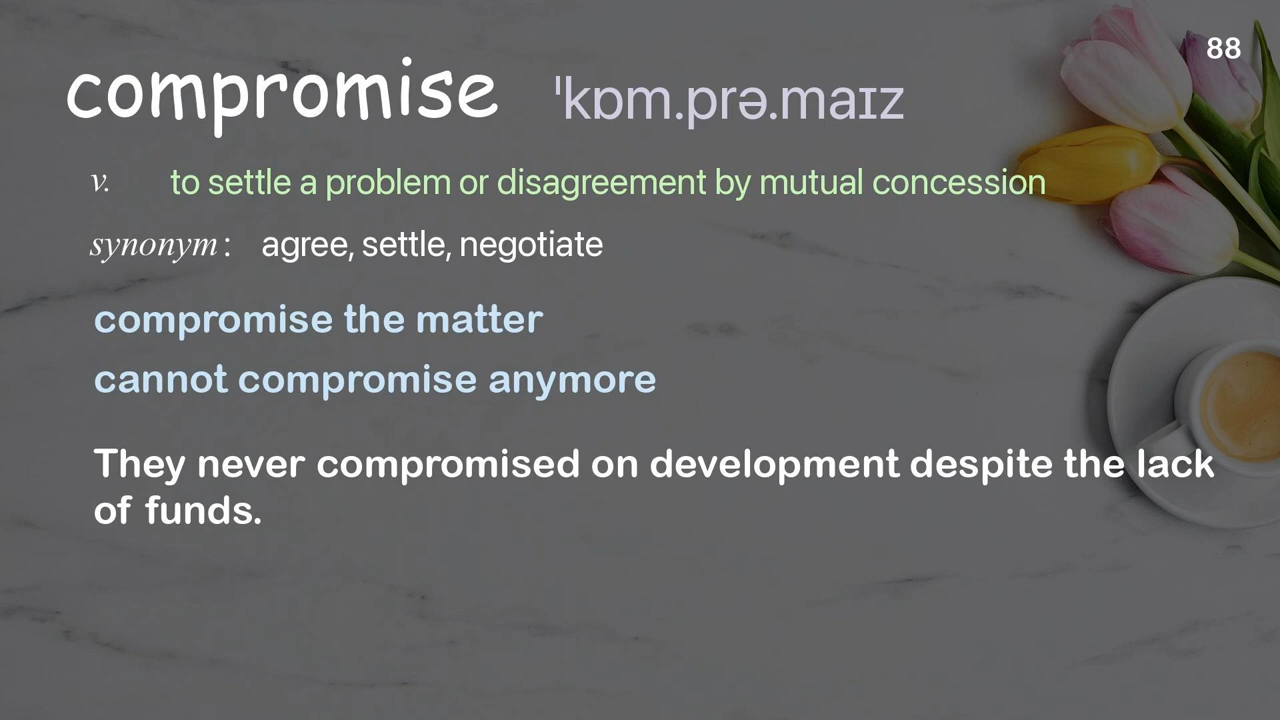 88
compromise ˈkɒm.prə.maɪz
v. to settle a problem or disagreement by mutual concession
synonym : agree, settle, negotiate
compromise the matter
cannot compromise anymore
They never compromised on development despite the lack
of funds.